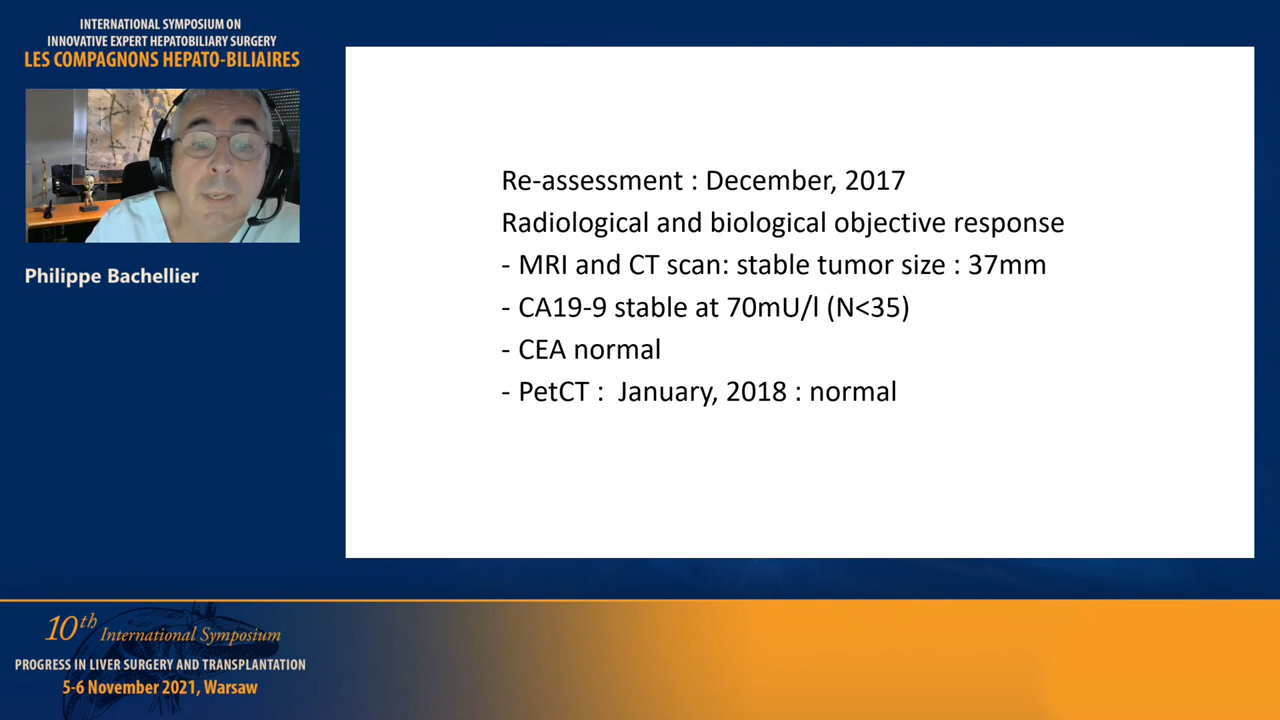 INTERNATIONAL SYMPOSIUM ON
INNOVATIVE EXPERT HEPATOBILIARY SURGERY
LES COMPAGNONS HEPATO-BILIAIRES
Philippe Bachellier
Re-assessment : December, 2017
Radiological and biological objective response
- MRI and CT scan: stable tumor size : 37mm
- CA19-9 stable at 70mU/l (N<35)
- CEA normal
- PetCT : January, 2018 : normal
10th International Symposium
PROGRESS IN LIVER SURGERY AND TRANSPLANTATION
5-6 November 2021, Warsaw